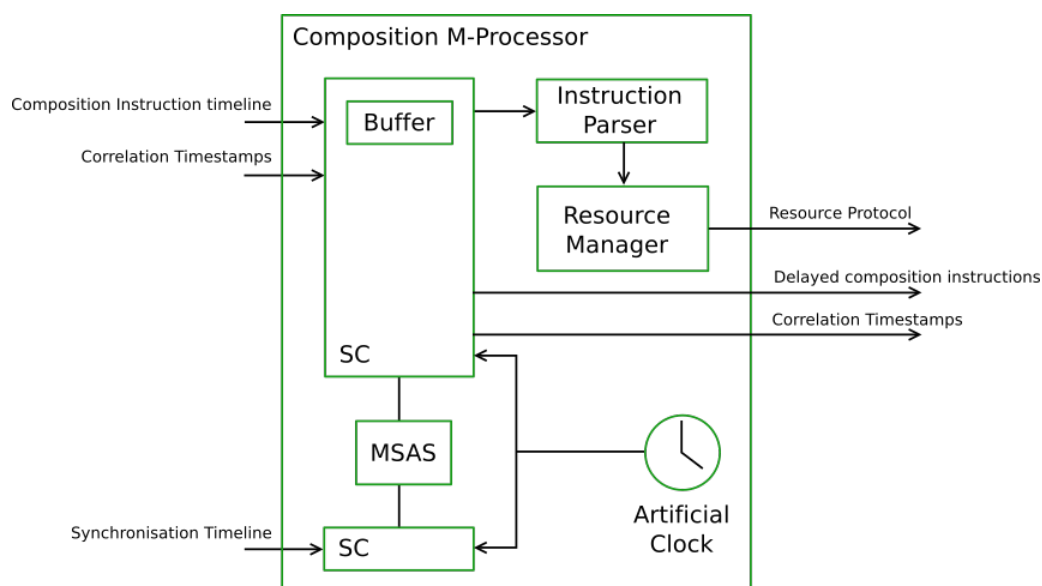 Composition M-Processor
Composition Instruction timeline
Correlation Timestamps
Buffer
Instruction
Parser
Resource
Manager
Resource Protocol
Delayed composition instructions
Correlation Timestamps
SC
MSAS
Artificial
Clock
Synchronisation Timeline
SC